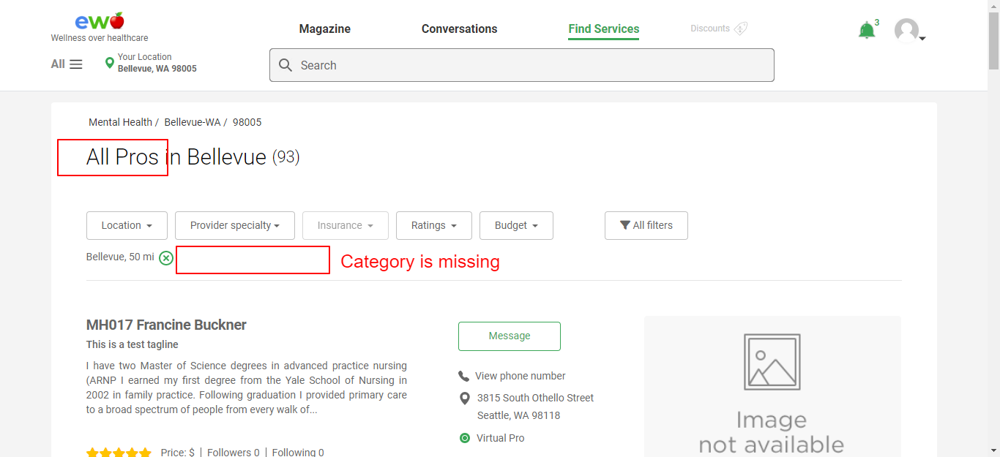 ew
Wellness over healthcare
Magazine
Conversations
Find Services
Discounts
3
All
Your Location
Bellevue, WA 98005
Search
Mental Health / Bellevue-WA / 98005
All Pros in Bellevue (93)
Location
Provider specialty
Insurance
Ratings
Budget
All filters
Bellevue, 50 mi
Category is missing
MH017 Francine Buckner
This is a test tagline
I have two Master of Science degrees in advanced practice nursing
(ARNP I earned my first degree from the Yale School of Nursing in
2002 in family practice. Following graduation I provided primary care
to a broad spectrum of people from every walk of...
Price: $ | Followers 0 | Following 0
Message
View phone number
3815 South Othello Street
Seattle, WA 98118
Virtual Pro
Image
not available